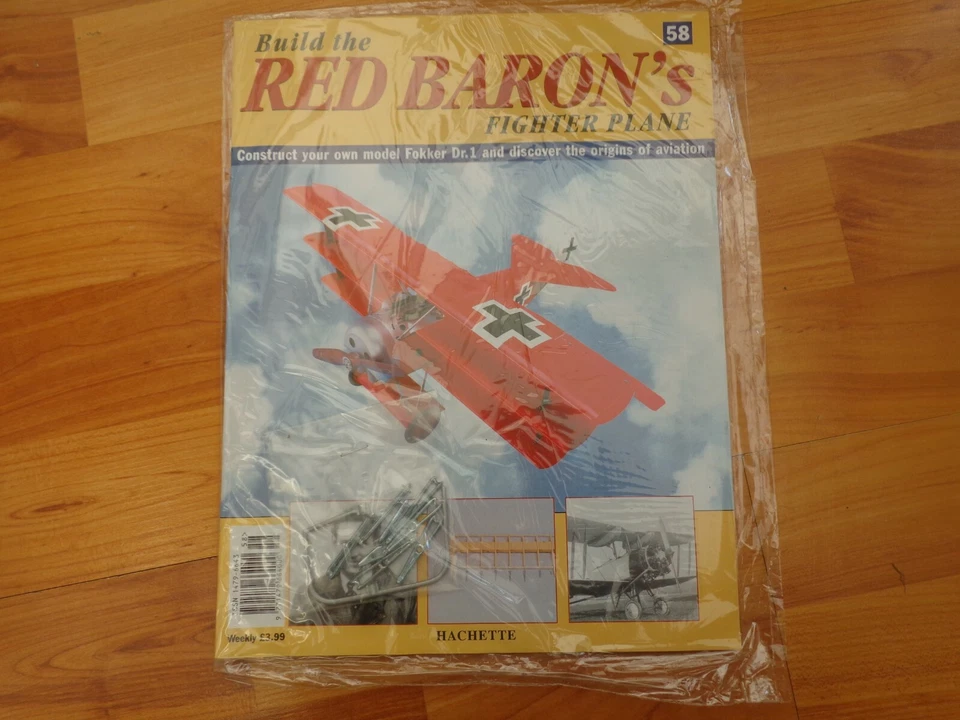 58
Build the
RED BARON's
FIGHTER PLANE
Construct your own model Fokker Dr.1 and discover the origins of aviation
Weekly £3.99
HACHETTE